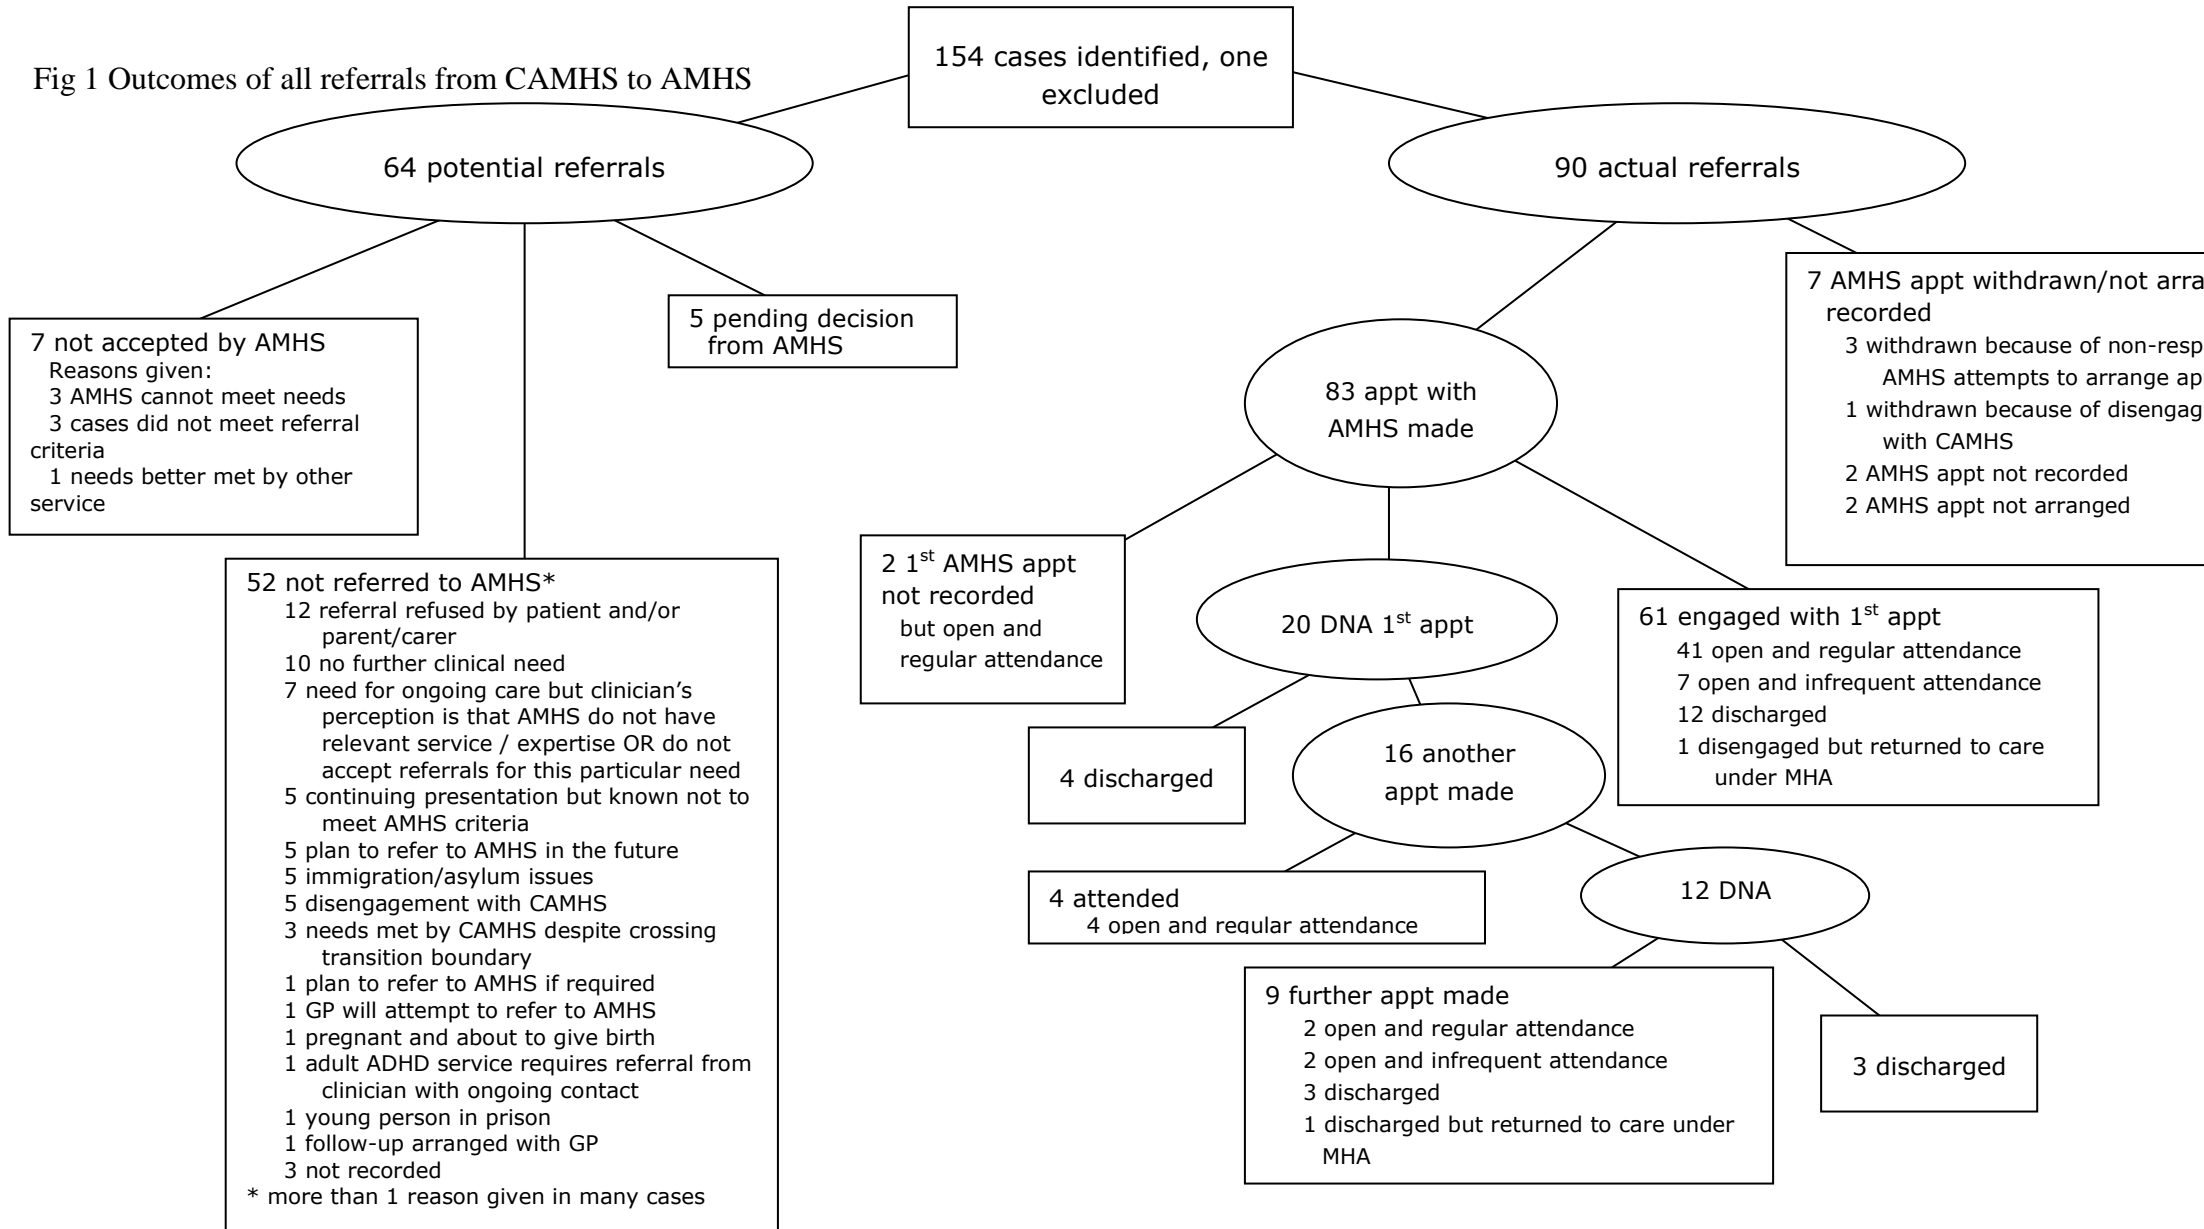 Fig 1 Outcomes of all referrals from CAMHS to AMHS
154 cases identified, one
excluded
64 potential referrals
90 actual referrals
7 not accepted by AMHS
Reasons given:
3 AMHS cannot meet needs
3 cases did not meet referral
criteria
1 needs better met by other
service
5 pending decision
from AMHS
52 not referred to AMHS*
12 referral refused by patient and/or
parent/carer
10 no further clinical need
7 need for ongoing care but clinician’s
perception is that AMHS do not have
relevant service / expertise OR do not
accept referrals for this particular need
5 continuing presentation but known not to
meet AMHS criteria
5 plan to refer to AMHS in the future
5 immigration/asylum issues
5 disengagement with CAMHS
3 needs met by CAMHS despite crossing
transition boundary
1 plan to refer to AMHS if required
1 GP will attempt to refer to AMHS
1 pregnant and about to give birth
1 adult ADHD service requires referral from
clinician with ongoing contact
1 young person in prison
1 follow-up arranged with GP
3 not recorded
* more than 1 reason given in many cases
83 appt with
AMHS made
7 AMHS appt withdrawn/not arra
recorded
3 withdrawn because of non-resp
AMHS attempts to arrange ap
1 withdrawn because of disengag
with CAMHS
2 AMHS appt not recorded
2 AMHS appt not arranged
2 1st AMHS appt
not recorded
but open and
regular attendance
20 DNA 1st appt
61 engaged with 1st appt
41 open and regular attendance
7 open and infrequent attendance
12 discharged
1 disengaged but returned to care
under MHA
4 discharged
16 another
appt made
4 attended
4 open and regular attendance
12 DNA
9 further appt made
2 open and regular attendance
2 open and infrequent attendance
3 discharged
1 discharged but returned to care under
MHA
3 discharged